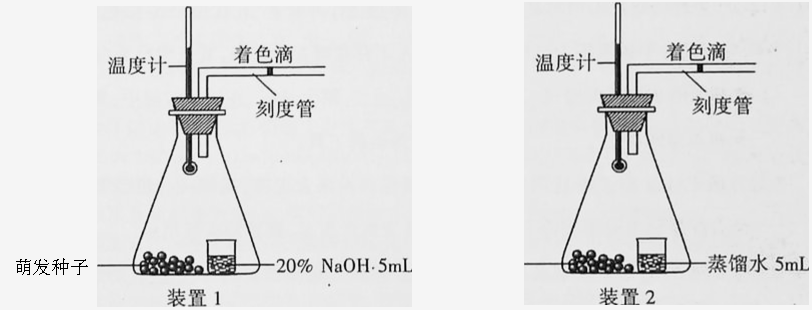 着色滴
温度计
刻度管
萌发种子
20% NaOH·5mL
装置1
着色滴
温度计
刻度管
蒸馏水 5mL
装置2